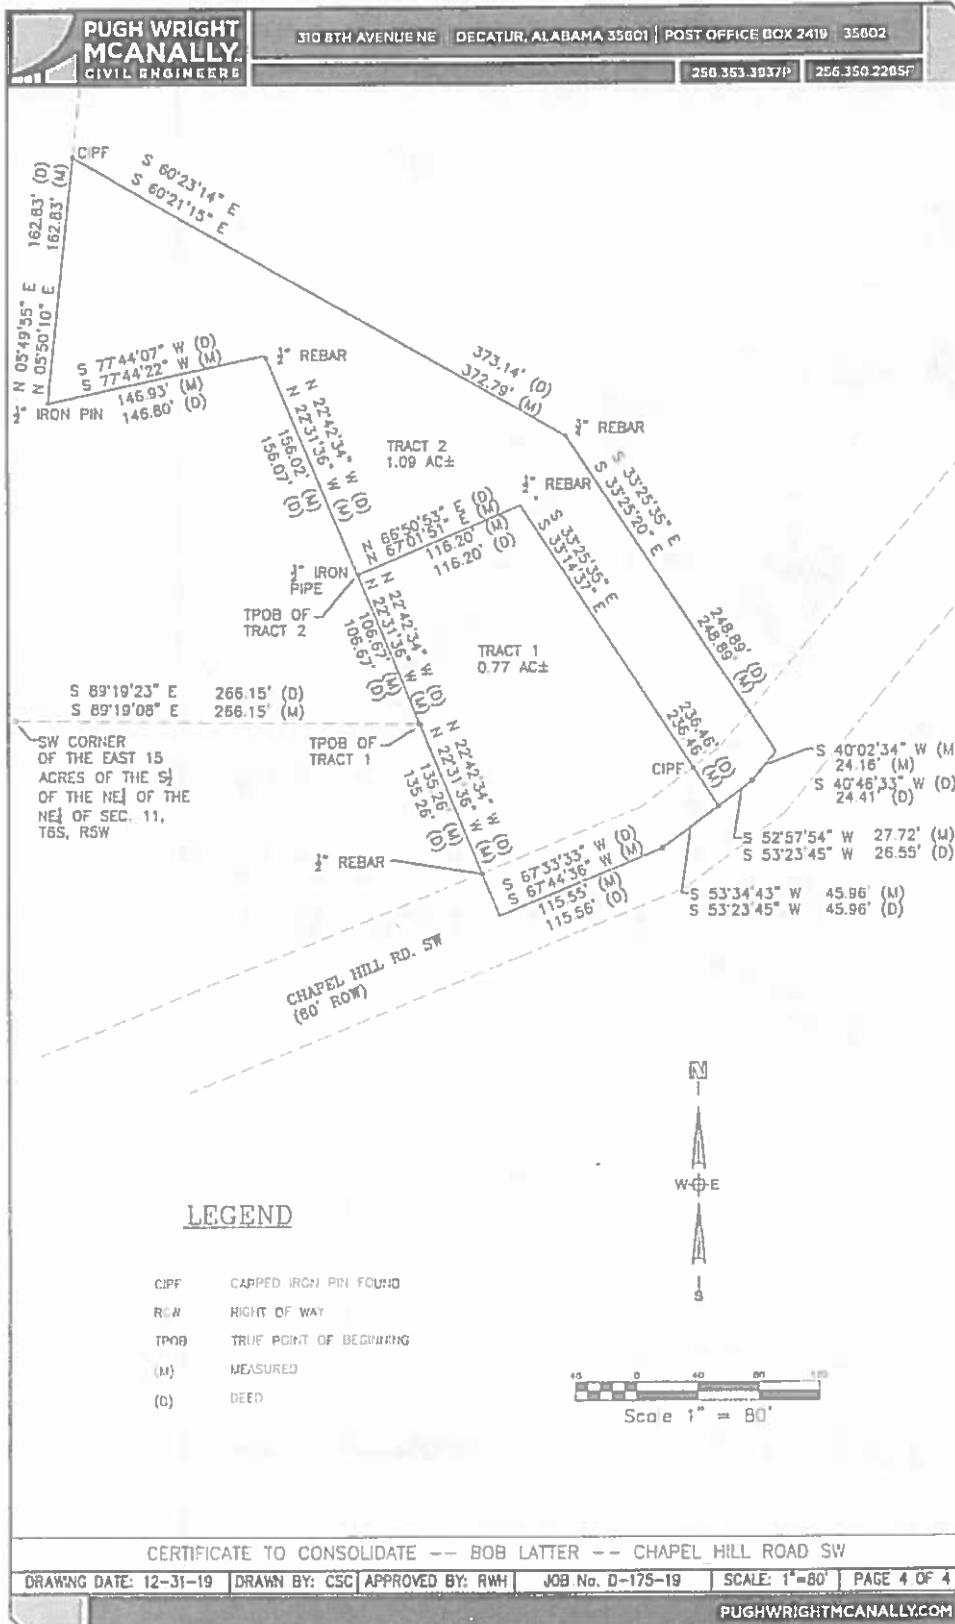 PUGH WRIGHT
MCANALLY
CIVIL ENGINEERS
310 8TH AVENUE NE | DECATUR, ALABAMA 35601 | POST OFFICE BOX 2419 | 35602
256.353.3937P
256.350.2205F
CIPF
S 60°23'14" E
S 60°21'15" E
162.83' (D)
162.83' (M)
N 05°49'55" E
N 05°50'10" E
S 77°44'07" W (D)
S 77°44'22" W (M)
146.93' (M)
146.80' (D)
½" IRON PIN
½" REBAR
373.14' (D)
372.79' (M)
¾" REBAR
N 22°42'34" W (D)
N 22°31'36" W (M)
156.02' (M)
156.07' (D)
TRACT 2
1.09 AC±
½" REBAR
S 33°25'35" E
S 33°25'20" E
N 66°50'53" E (D)
N 67°01'51" E (M)
116.20' (M)
116.20' (D)
S 33°25'35" E
S 33°14'37" E
½" IRON
PIPE
TPOB OF
TRACT 2
N 22°42'34" W (D)
N 22°31'36" W (M)
106.67' (M)
106.67' (D)
TRACT 1
0.77 AC±
248.89' (D)
248.89' (M)
S 89°19'23" E 266.15' (D)
S 89°19'08" E 266.15' (M)
SW CORNER
OF THE EAST 15
ACRES OF THE S½
OF THE NE¼ OF THE
NE¼ OF SEC. 11,
T6S, R5W
TPOB OF
TRACT 1
N 22°42'34" W (D)
N 22°31'36" W (M)
135.26' (M)
135.26' (D)
236.46' (D)
236.46' (M)
CIPF
S 40°02'34" W (M)
24.16' (M)
S 40°46'33" W (D)
24.41' (D)
S 52°57'54" W 27.72' (M)
S 53°23'45" W 26.55' (D)
½" REBAR
S 67°33'33" W (D)
S 67°44'36" W (M)
115.55' (M)
115.56' (D)
S 53°34'43" W 45.96' (M)
S 53°23'45" W 45.96' (D)
CHAPEL HILL RD. SW
(60' ROW)
N
W E
S
LEGEND
CIPF CAPPED IRON PIN FOUND
ROW RIGHT OF WAY
TPOB TRUE POINT OF BEGINNING
(M) MEASURED
(D) DEED
40 0 40 80 120
Scale 1" = 80'
CERTIFICATE TO CONSOLIDATE -- BOB LATTER -- CHAPEL HILL ROAD SW
DRAWING DATE: 12-31-19 DRAWN BY: CSC APPROVED BY: RWH JOB No. D-175-19 SCALE: 1"=80' PAGE 4 OF 4
PUGHWRIGHTMCANALLY.COM